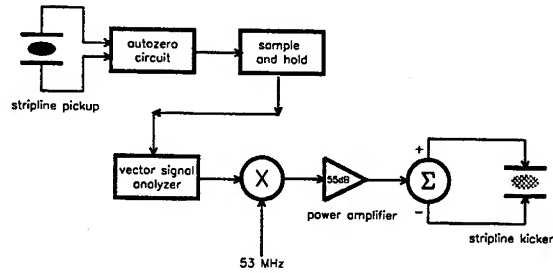 autozero
circuit
sample
and hold
stripline pickup
vector signal
analyzer
X
55dB
+
Σ
−
power amplifier
stripline kicker
53 MHz